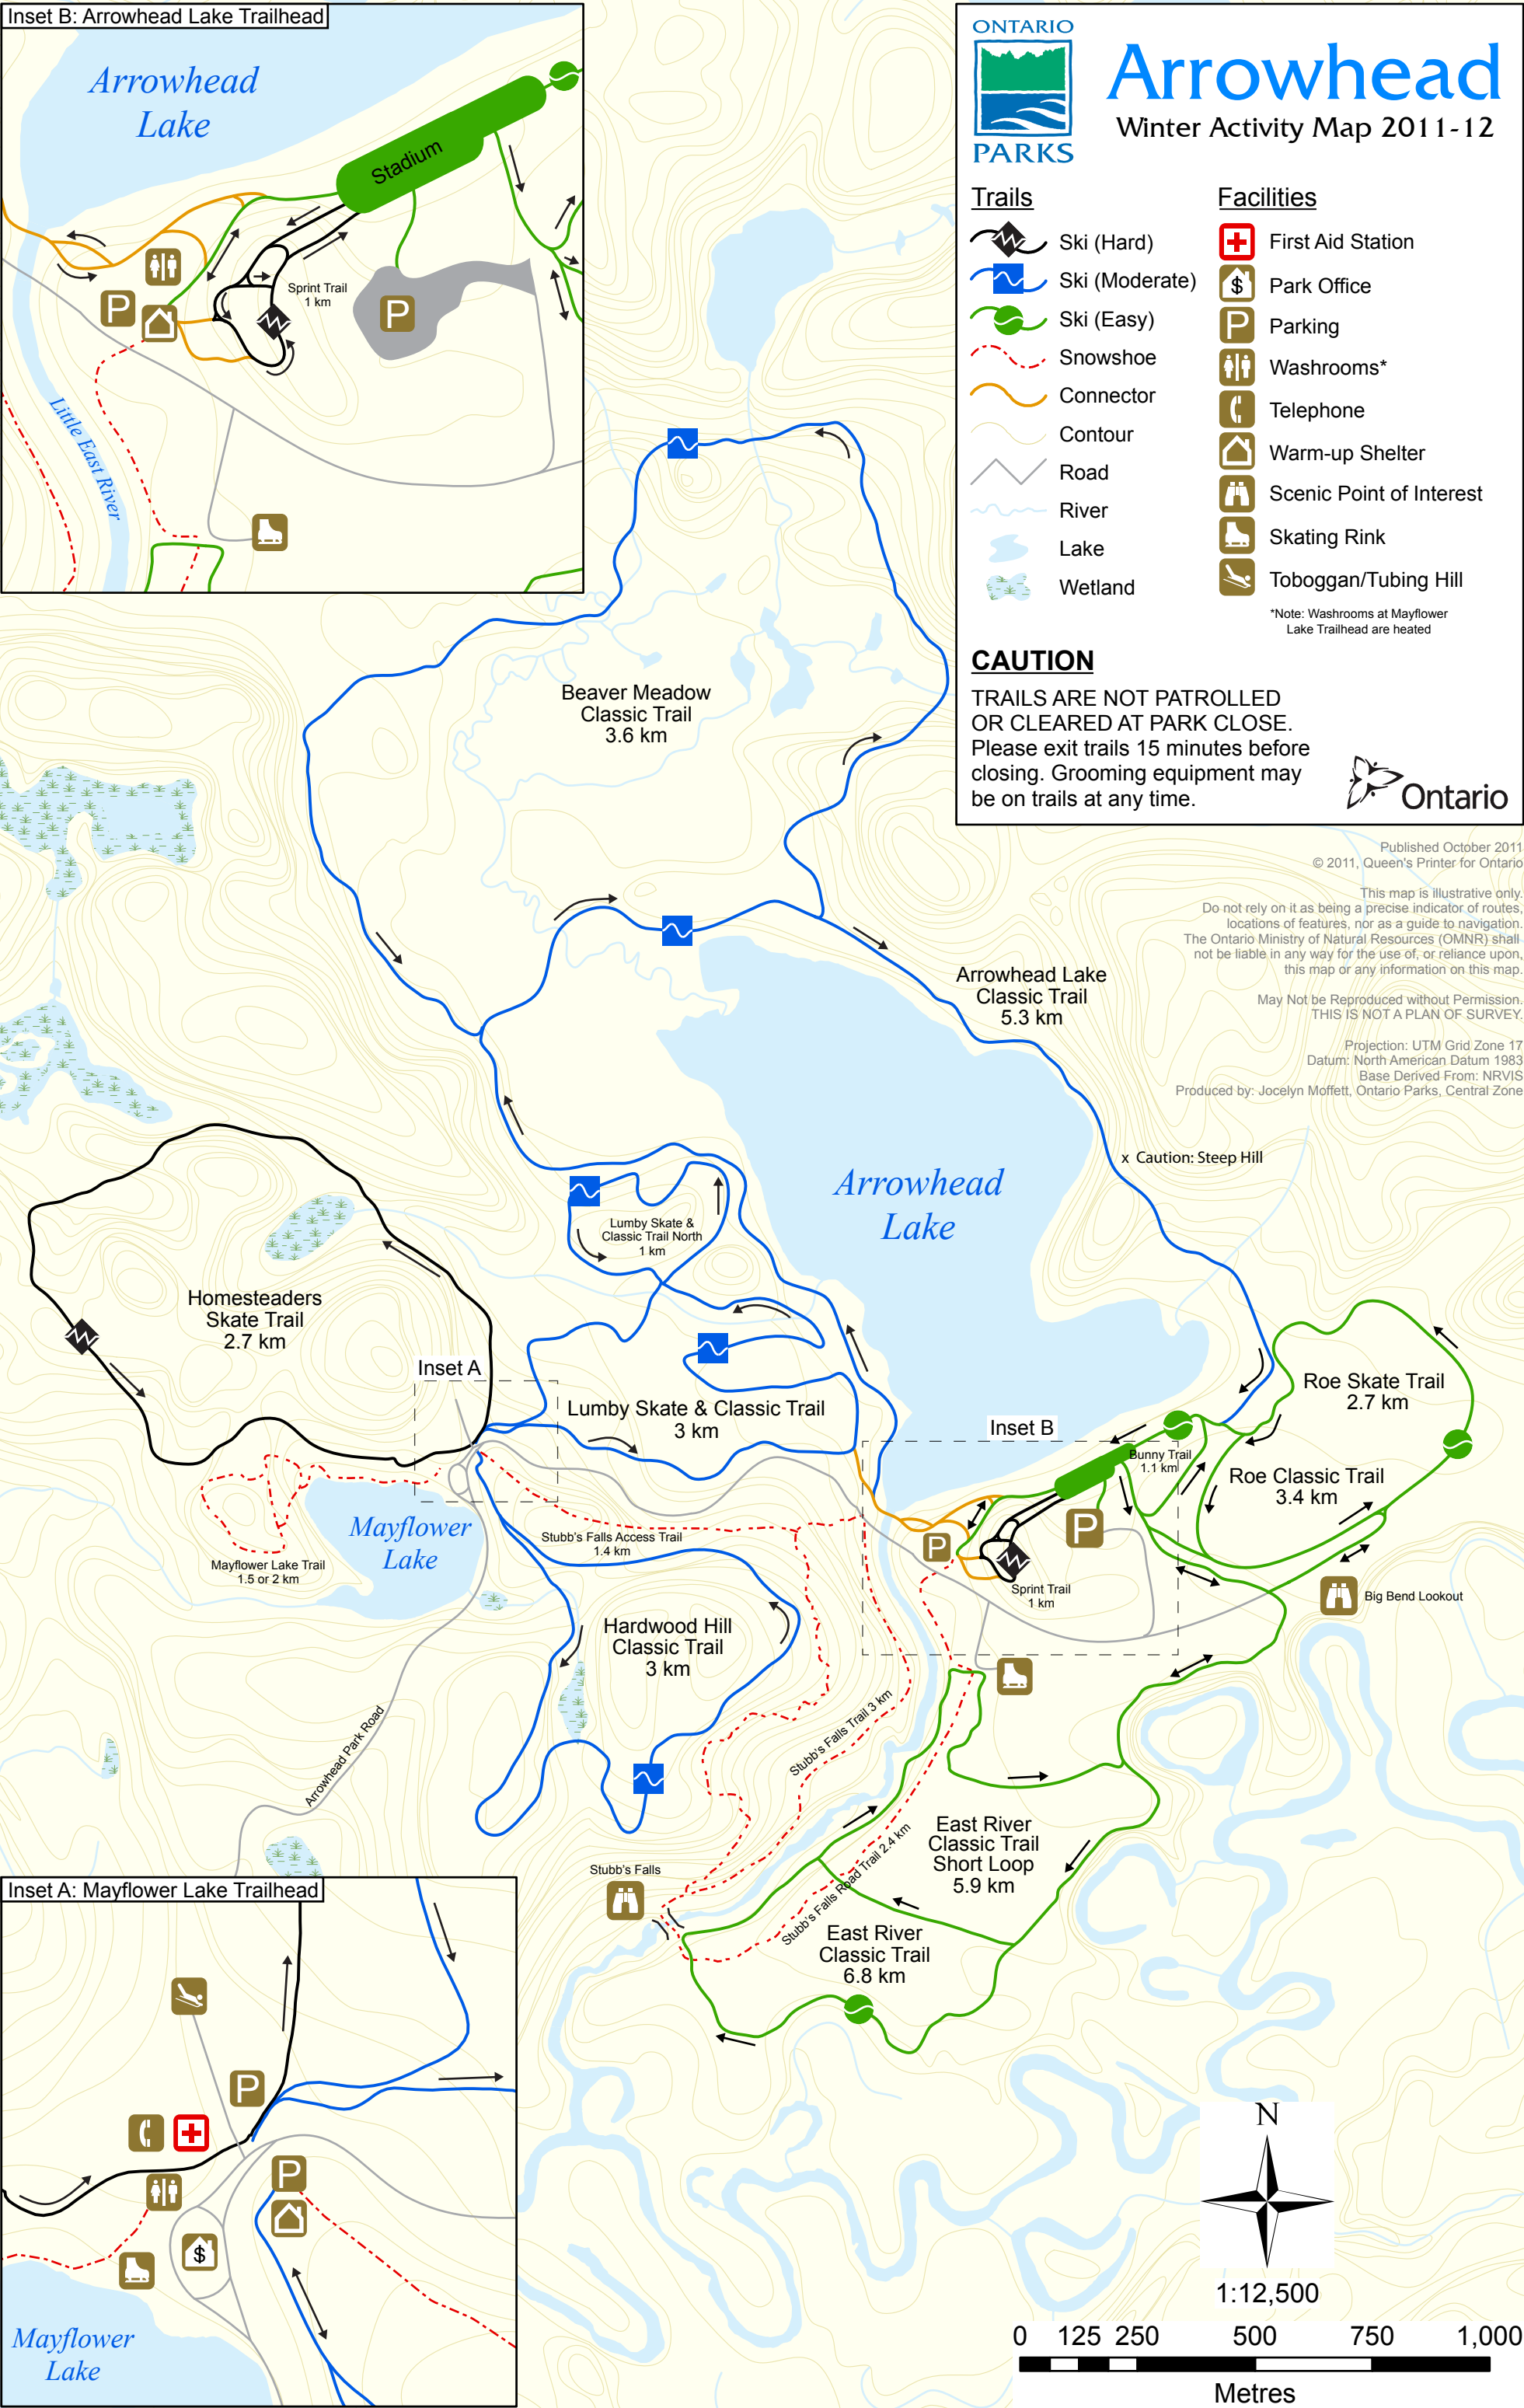 Inset B: Arrowhead Lake Trailhead
Arrowhead
Lake
Stadium
Sprint Trail
1 km
P
P
Little East River
ONTARIO
PARKS
Arrowhead
Winter Activity Map 2011-12
Trails
Ski (Hard)
Ski (Moderate)
Ski (Easy)
Snowshoe
Connector
Contour
Road
River
Lake
Wetland
Facilities
First Aid Station
$
Park Office
P
Parking
Washrooms*
Telephone
Warm-up Shelter
Scenic Point of Interest
Skating Rink
Toboggan/Tubing Hill
*Note: Washrooms at Mayflower
Lake Trailhead are heated
CAUTION
TRAILS ARE NOT PATROLLED
OR CLEARED AT PARK CLOSE.
Please exit trails 15 minutes before
closing. Grooming equipment may
be on trails at any time.
Ontario
Published October 2011
© 2011, Queen's Printer for Ontario
This map is illustrative only.
Do not rely on it as being a precise indicator of routes,
locations of features, nor as a guide to navigation.
The Ontario Ministry of Natural Resources (OMNR) shall
not be liable in any way for the use of, or reliance upon,
this map or any information on this map.
May Not be Reproduced without Permission.
THIS IS NOT A PLAN OF SURVEY.
Projection: UTM Grid Zone 17
Datum: North American Datum 1983
Base Derived From: NRVIS
Produced by: Jocelyn Moffett, Ontario Parks, Central Zone
Beaver Meadow
Classic Trail
3.6 km
Arrowhead Lake
Classic Trail
5.3 km
x Caution: Steep Hill
Arrowhead
Lake
Lumby Skate &
Classic Trail North
1 km
Homesteaders
Skate Trail
2.7 km
Inset A
Lumby Skate & Classic Trail
3 km
Inset B
Roe Skate Trail
2.7 km
Bunny Trail
1.1 km
Roe Classic Trail
3.4 km
Mayflower
Lake
Mayflower Lake Trail
1.5 or 2 km
Stubb's Falls Access Trail
1.4 km
P
P
Sprint Trail
1 km
Big Bend Lookout
Hardwood Hill
Classic Trail
3 km
Arrowhead Park Road
Stubb's Falls Trail 3 km
Stubb's Falls Road Trail 2.4 km
Stubb's Falls
East River
Classic Trail
Short Loop
5.9 km
East River
Classic Trail
6.8 km
Inset A: Mayflower Lake Trailhead
P
P
$
Mayflower
Lake
N
1:12,500
0 125 250 500 750 1,000
Metres